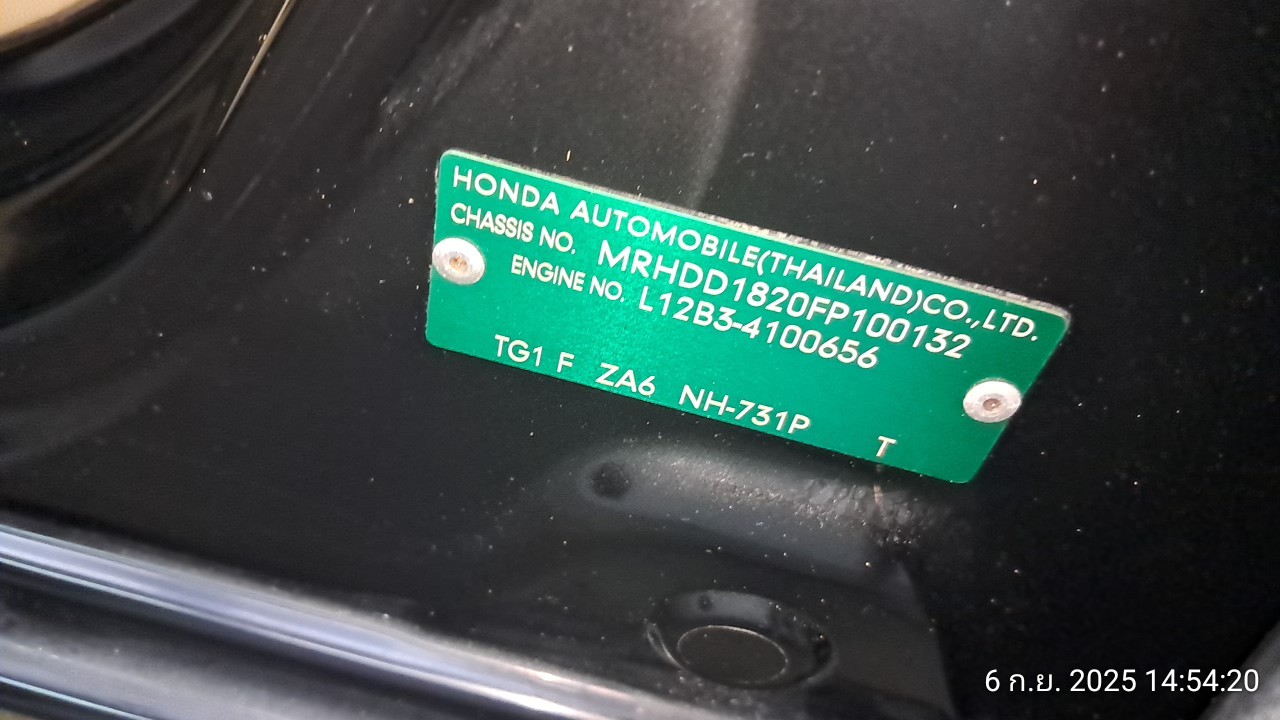 HONDA AUTOMOBILE(THAILAND)CO.,LTD.
CHASSIS NO. MRHDD1820FP100132
ENGINE NO. L12B3-4100656
TG1 F ZA6 NH-731P T
6 ก.ย. 2025 14:54:20